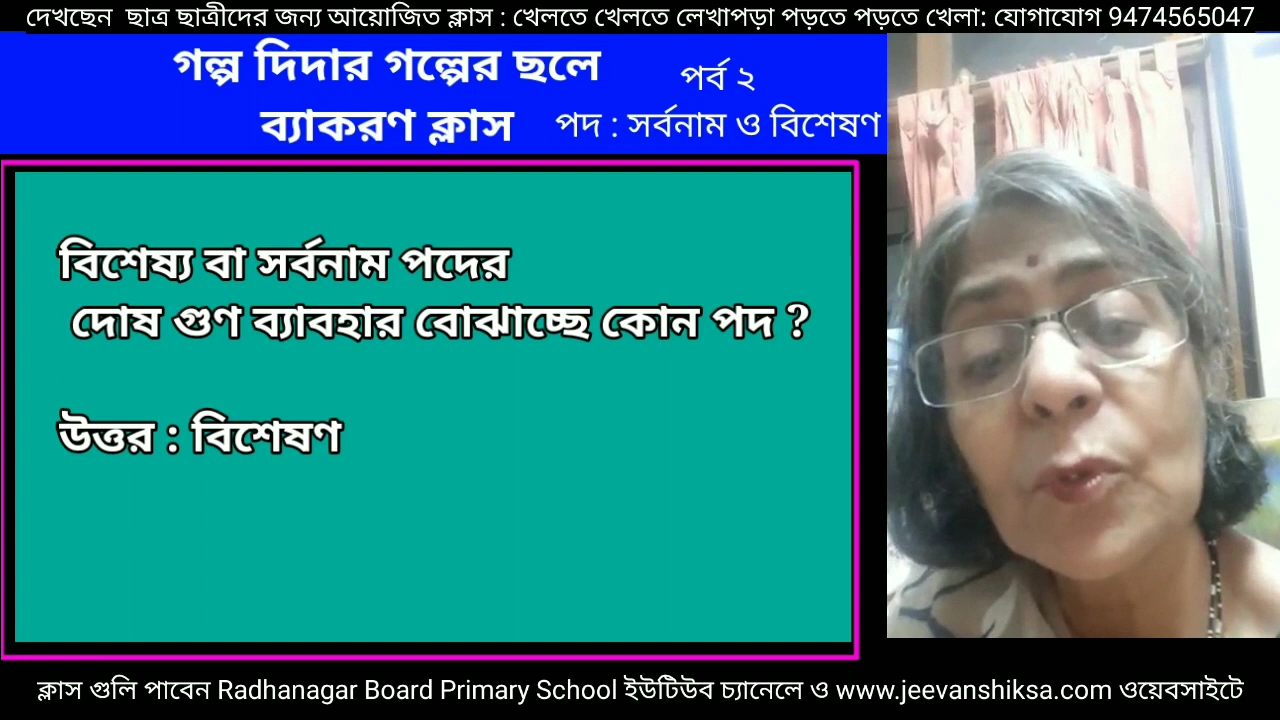 দেখছেন ছাত্র ছাত্রীদের জন্য আয়োজিত ক্লাস : খেলতে খেলতে লেখাপড়া পড়তে পড়তে খেলা: যোগাযোগ 9474565047
গল্প দিদার গল্পের ছলে
ব্যাকরণ ক্লাস
পর্ব ২
পদ : সর্বনাম ও বিশেষণ
বিশেষ্য বা সর্বনাম পদের
দোষ গুণ ব্যাবহার বোঝাচ্ছে কোন পদ ?
উত্তর : বিশেষণ
ক্লাস গুলি পাবেন Radhanagar Board Primary School ইউটিউব চ্যানেলে ও www.jeevanshiksa.com ওয়েবসাইটে